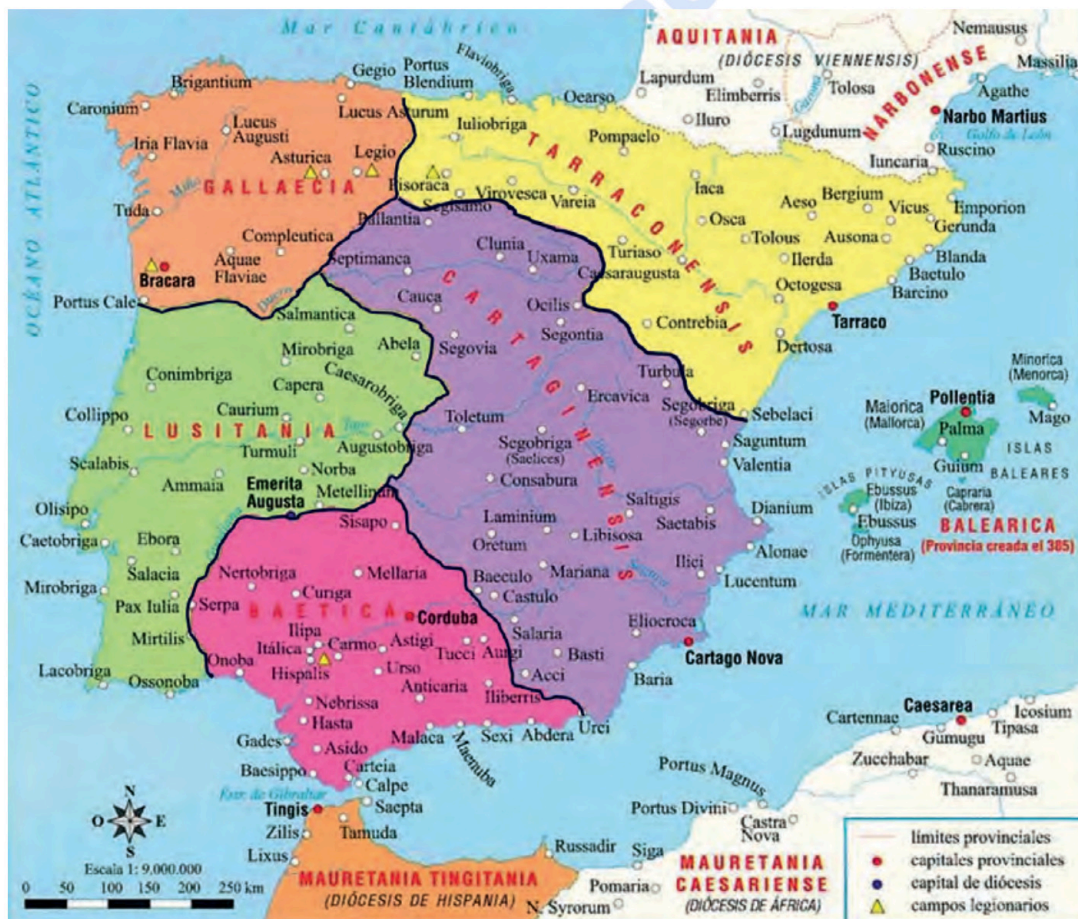 Mar Cantábrico
OCÉANO ATLÁNTICO
AQUITANIA
(DIÓCESIS VIENNENSIS)
NARBONENSE
Nemausus
Massilia
Agathe
Tolosa
Garona
Elimberris
Lapurdum
Iluro
Lugdunum
Narbo Martius
Golfo de León
Ruscino
Iuncaria
Gegio
Portus
Blendium
Flaviobriga
Oearso
Brigantium
Caronium
Lucus Asturum
Lucus
Augusti
Iria Flavia
Asturica
Legio
GALLAECIA
Miño
Tuda
Compleutica
Aquae
Flaviae
Bracara
Portus Cale
Duero
Iuliobriga
TARRACONENSIS
Pompaelo
Pisoraca
Segisamo
Virovesca
Vareia
Iaca
Osca
Aeso
Bergium
Vicus
Emporion
Gerunda
Tolous
Ausona
Turiaso
Caesaraugusta
Ilerda
Blanda
Baetulo
Barcino
Octogesa
Tarraco
Contrebia
Dertosa
Pallantia
Septimanca
Clunia
Uxama
CARTAGINENSIS
Cauca
Ocilis
Segovia
Segontia
Turbula
Ercavica
Segobriga
(Segorbe)
Sebelaci
Toletum
Segobriga
(Saelices)
Saguntum
Valentia
Consabura
Saltigis
Saetabis
Dianium
Laminium
Oretum
Libisosa
Alonae
Mariana
Ilici
Lucentum
Baeculo
Castulo
Salaria
Eliocroca
Basti
Acci
Cartago Nova
Baria
Urci
Salmantica
Mirobriga
Abela
Conimbriga
Capera
Caesarobriga
Collippo
Caurium
LUSITANIA
Tajo
Turmuli
Augustobriga
Scalabis
Norba
Ammaia
Emerita
Augusta
Metellinum
Olisipo
Caetobriga
Ebora
Salacia
Mirobriga
Pax Iulia
Serpa
Mirtilis
Lacobriga
Ossonoba
Sisapo
Mellaria
Nertobriga
Curiga
BAETICA
Corduba
Ilipa
Itálica
Carmo
Astigi
Hispalis
Tucci
Aurgi
Onoba
Urso
Anticaria
Iliberris
Nebrissa
Hasta
Gades
Asido
Malaca
Maenuba
Sexi
Abdera
Baesippo
Carteia
Calpe
Estr. de Gibraltar
Minorica
(Menorca)
Pollentia
Maiorica
(Mallorca)
Palma
Mago
Guium
ISLAS
BALEARES
ISLAS PITYUSAS
Ebussus
(Ibiza)
Ebussus
Ophyusa
(Formentera)
Capraria
(Cabrera)
BALEARICA
(Provincia creada el 385)
MAR MEDITERRÁNEO
Tingis
Saepta
Zilis
Tamuda
Lixus
Russadir
MAURETANIA TINGITANIA
(DIÓCESIS DE HISPANIA)
Portus Magnus
Portus Divini
Castra
Nova
Siga
Pomaria
N. Syrorum
MAURETANIA
CAESARIENSE
(DIÓCESIS DE ÁFRICA)
Caesarea
Cartennae
Gumugu
Tipasa
Icosium
Zucchabar
Aquae
Thanaramusa
N
O
E
S
Escala 1: 9.000.000
0 50 100 150 200 250 km
límites provinciales
capitales provinciales
capital de diócesis
campos legionarios